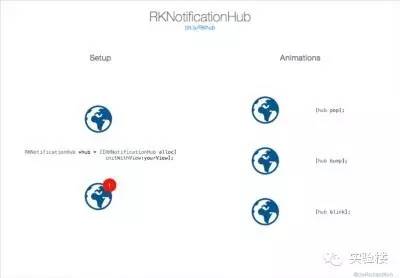 RKNotificationHub
bit.ly/RKhub
Setup
Animations
[hub pop];
RKNotificationHub *hub = [[RKNotificationHub alloc]
initWithView:yourView];
[hub bump];
1
[hub blink];
实验楼
@cwRichardKim